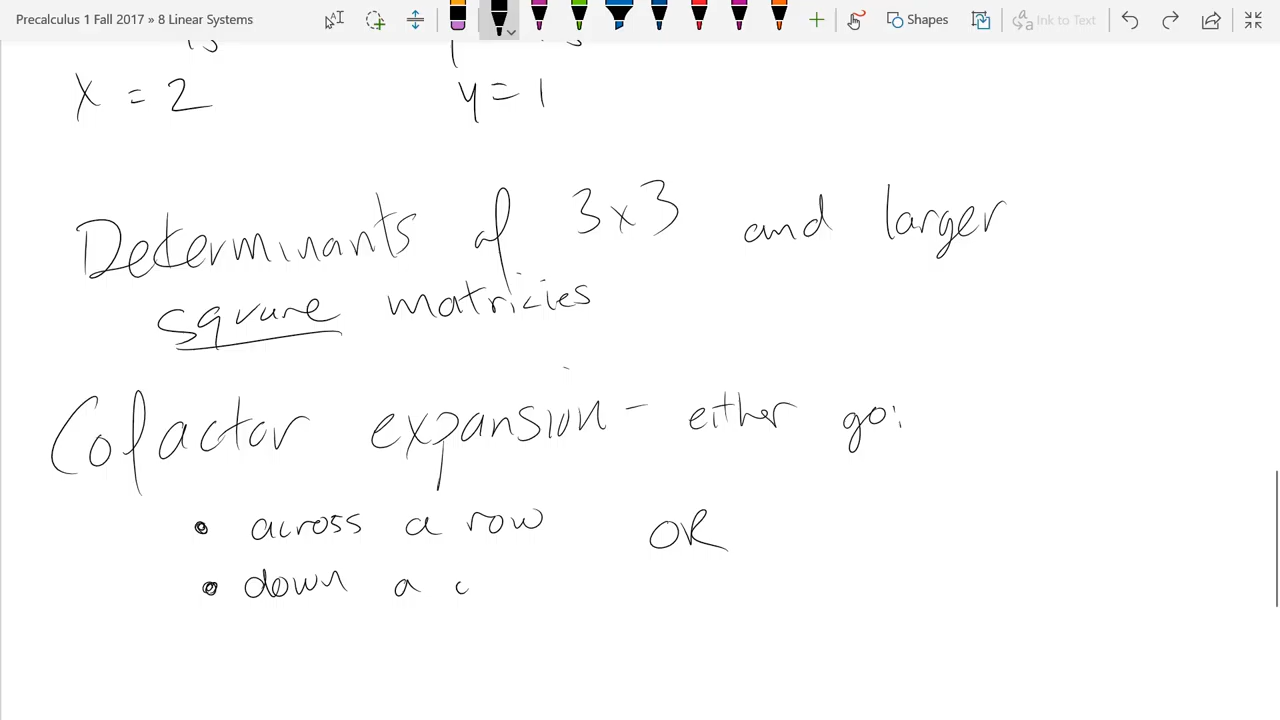 Precalculus 1 Fall 2017 » 8 Linear Systems
Shapes
Ink to Text
x = 2
y = 1
Determinants of 3x3 and larger
square matricies
Cofactor expansion - either go:
• across a row OR
• down a c